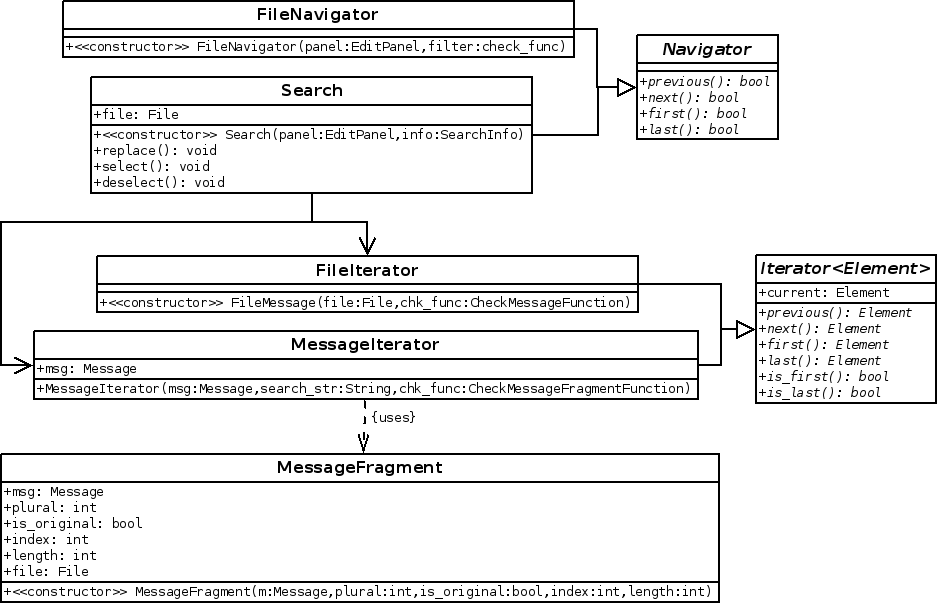 FileNavigator
+<<constructor>> FileNavigator(panel:EditPanel,filter:check_func)
Navigator
+previous(): bool
+next(): bool
+first(): bool
+last(): bool
Search
+file: File
+<<constructor>> Search(panel:EditPanel,info:SearchInfo)
+replace(): void
+select(): void
+deselect(): void
FileIterator
+<<constructor>> FileMessage(file:File,chk_func:CheckMessageFunction)
Iterator<Element>
+current: Element
+previous(): Element
+next(): Element
+first(): Element
+last(): Element
+is_first(): bool
+is_last(): bool
MessageIterator
+msg: Message
+MessageIterator(msg:Message,search_str:String,chk_func:CheckMessageFragmentFunction)
{uses}
MessageFragment
+msg: Message
+plural: int
+is_original: bool
+index: int
+length: int
+file: File
+<<constructor>> MessageFragment(m:Message,plural:int,is_original:bool,index:int,length:int)